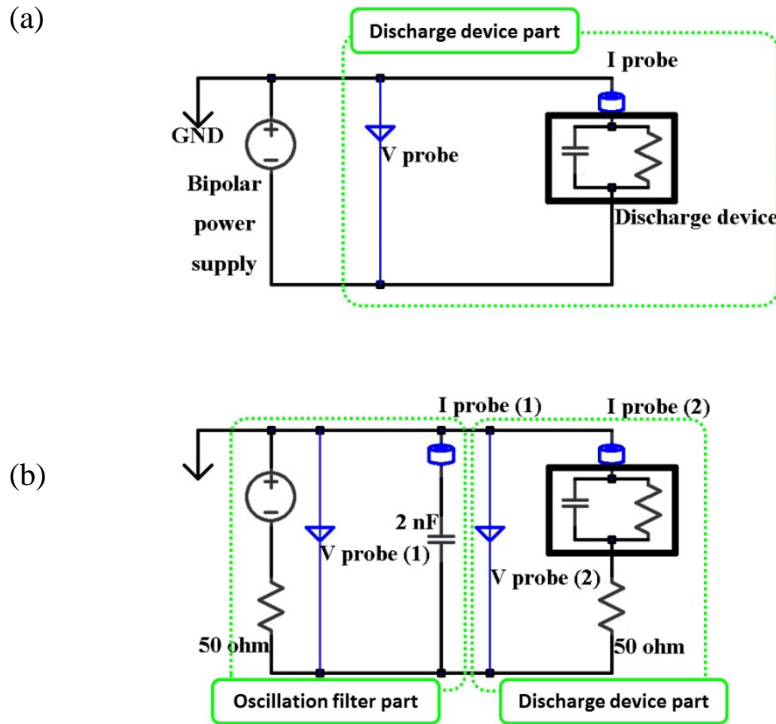 (a)
Discharge device part
I probe
GND
V probe
Bipolar
power
supply
Discharge device
(b)
I probe (1)
I probe (2)
2 nF
V probe (1)
V probe (2)
50 ohm
50 ohm
Oscillation filter part
Discharge device part